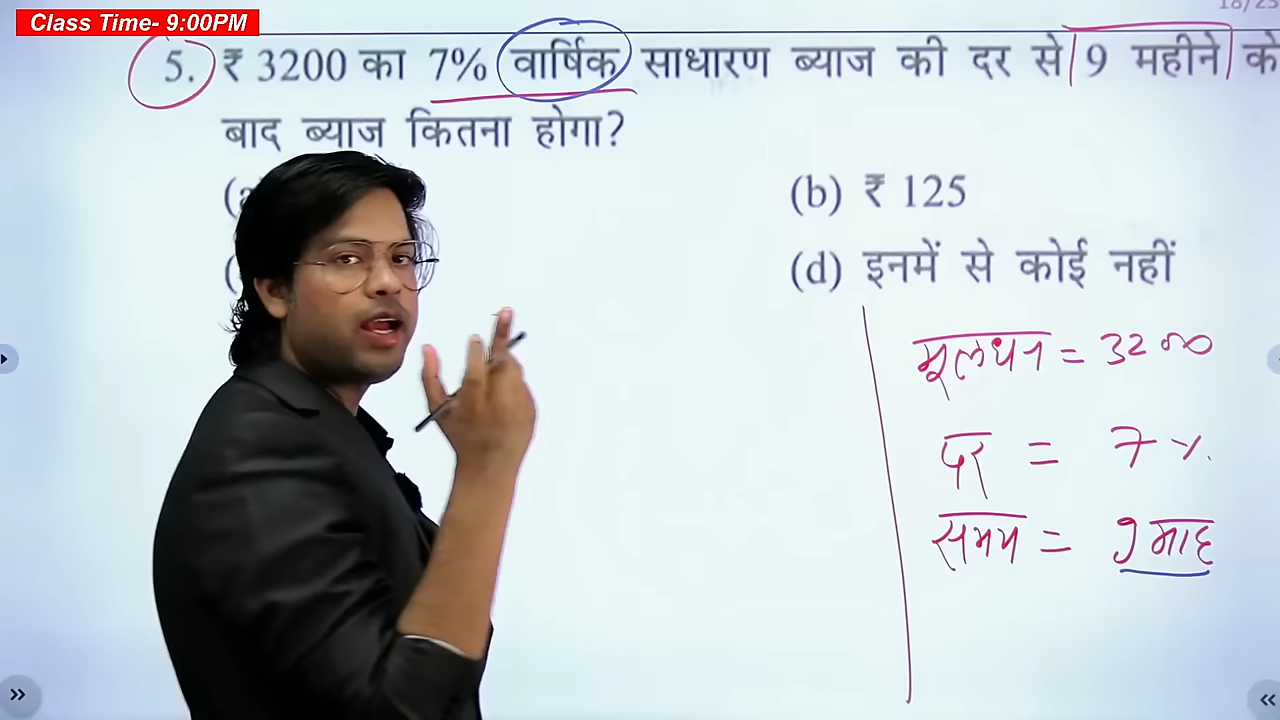 Class Time- 9:00PM
5. ₹ 3200 का 7% वार्षिक साधारण ब्याज की दर से 9 महीने के
बाद ब्याज कितना होगा?
(b) ₹ 125
(d) इनमें से कोई नहीं
मूलधन = 3200
दर = 7%
समय = 9 माह